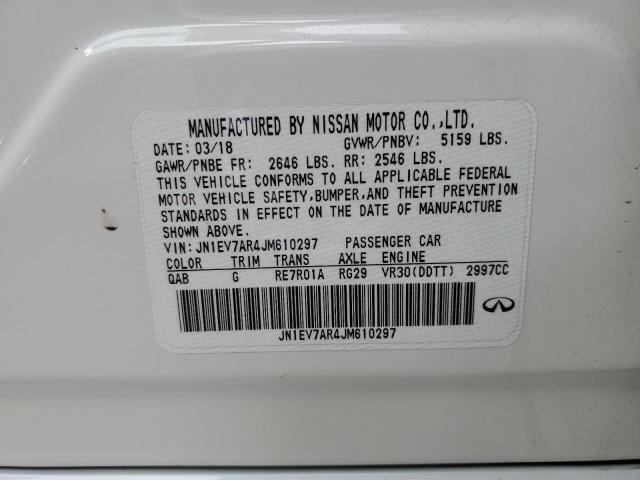 MANUFACTURED BY NISSAN MOTOR CO.,LTD.
DATE: 03/18 GVWR/PNBV: 5159 LBS.
GAWR/PNBE FR: 2646 LBS. RR: 2546 LBS.
THIS VEHICLE CONFORMS TO ALL APPLICABLE FEDERAL
MOTOR VEHICLE SAFETY,BUMPER,AND THEFT PREVENTION
STANDARDS IN EFFECT ON THE DATE OF MANUFACTURE
SHOWN ABOVE.
VIN: JN1EV7AR4JM610297 PASSENGER CAR
COLOR TRIM TRANS AXLE ENGINE
QAB G RE7R01A RG29 VR30(DDTT) 2997CC
JN1EV7AR4JM610297